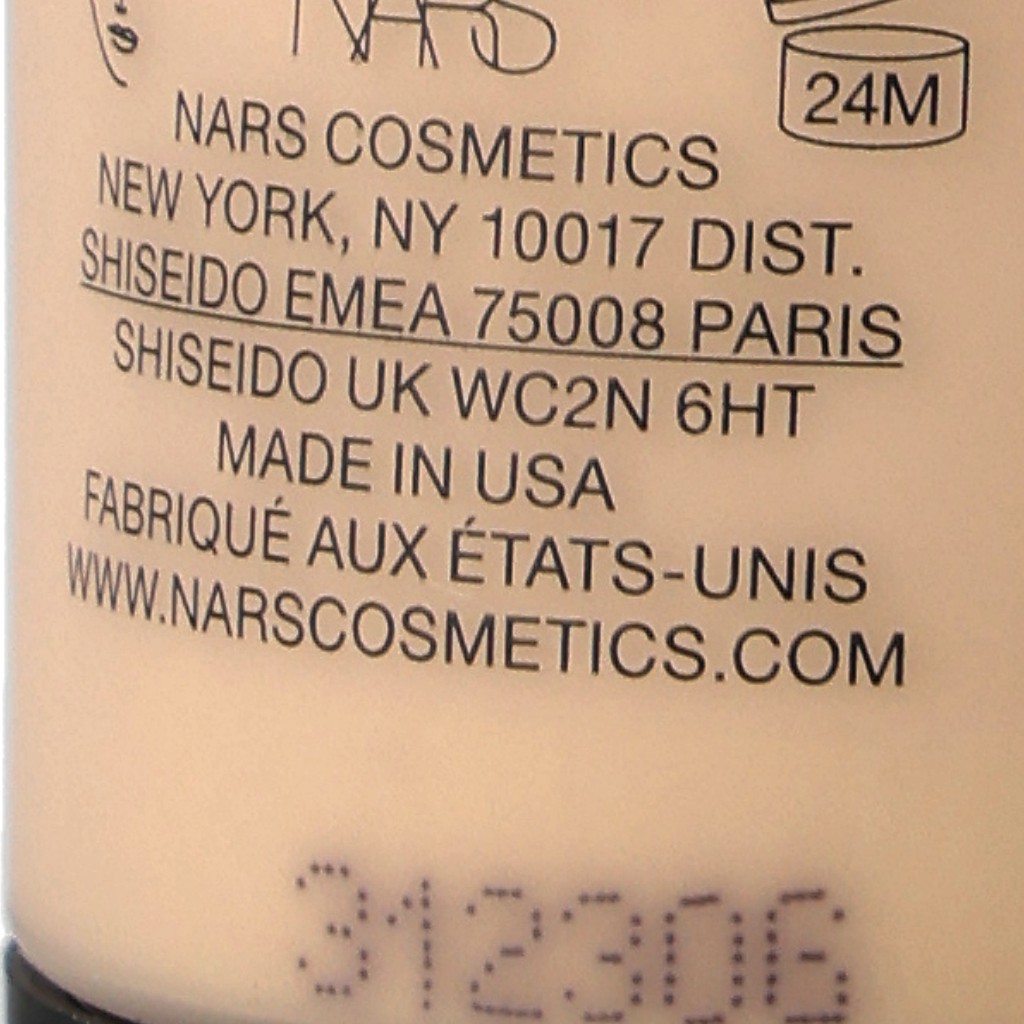 NARS
24M
NARS COSMETICS
NEW YORK, NY 10017 DIST.
SHISEIDO EMEA 75008 PARIS
SHISEIDO UK WC2N 6HT
MADE IN USA
FABRIQUÉ AUX ÉTATS-UNIS
WWW.NARSCOSMETICS.COM
312306